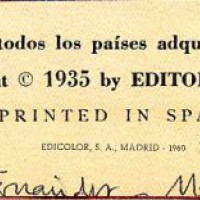 todos los países adqu
t © 1935 by EDITO
PRINTED IN SPA
EDICOLOR, S. A., MADRID - 1960